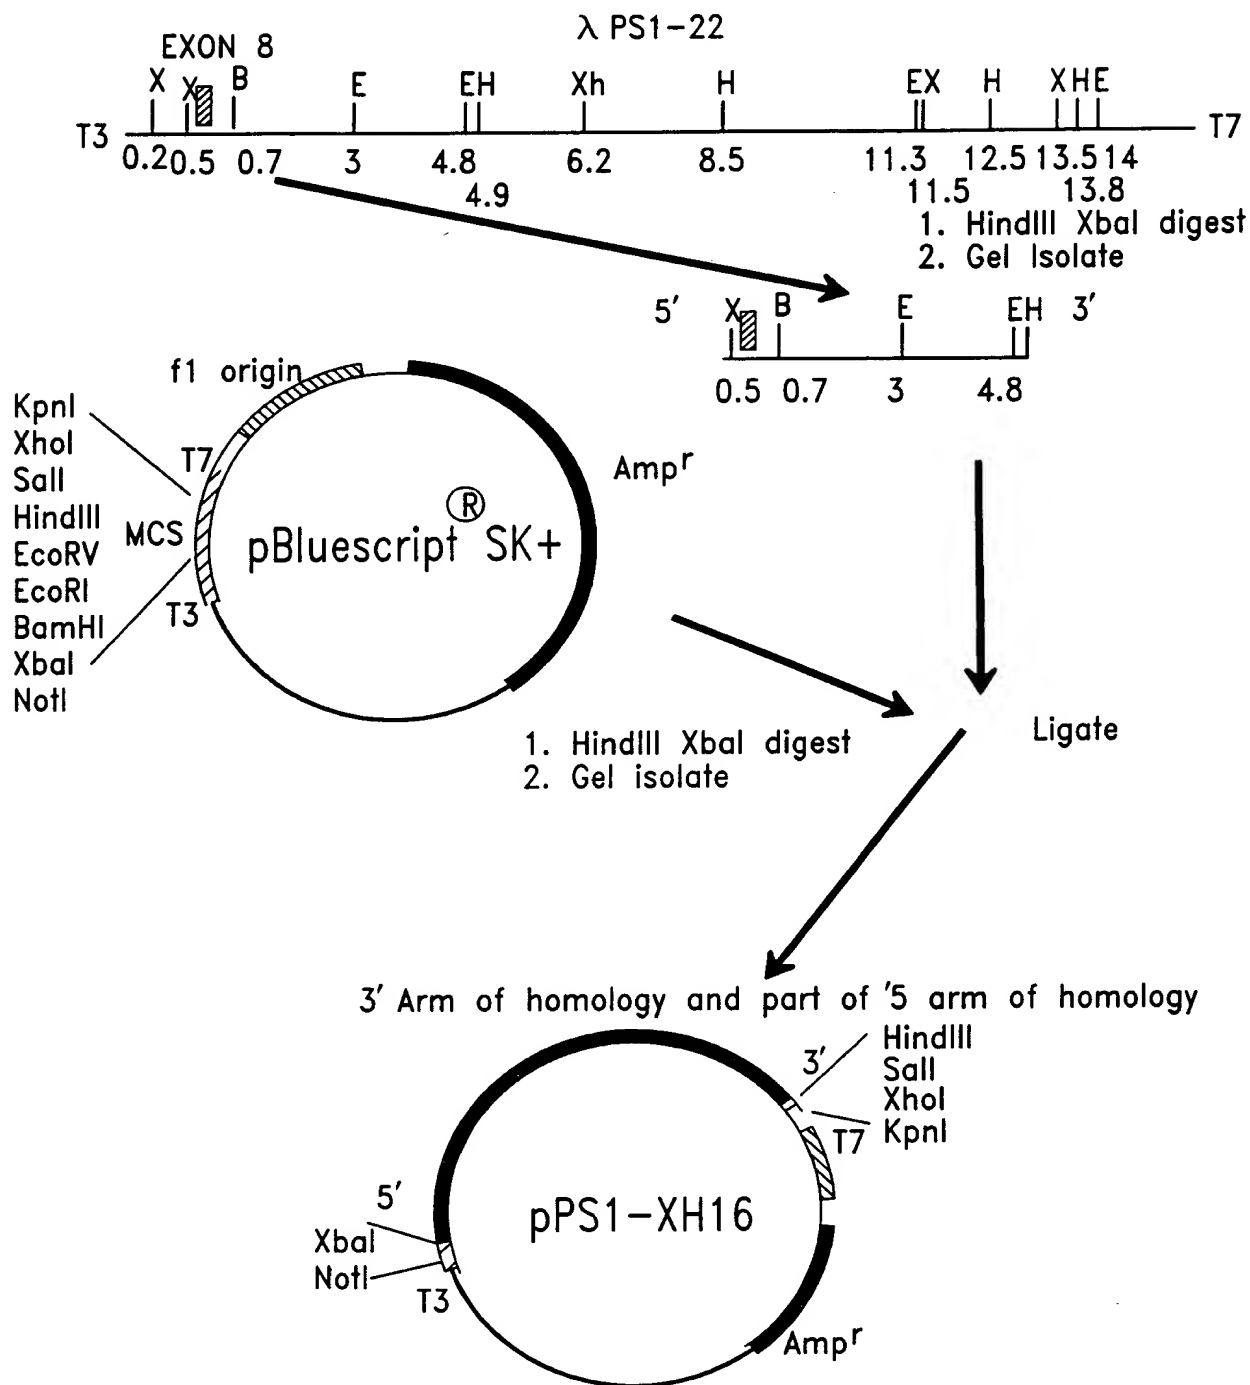 λ PS1-22
EXON 8
X X B E EH Xh H EX H X H E
T3 T7
0.2 0.5 0.7 3 4.8 6.2 8.5 11.3 12.5 13.5 14
4.9 11.5 13.8
1. HindIII XbaI digest
2. Gel Isolate
5′ X B E EH 3′
0.5 0.7 3 4.8
f1 origin
KpnI
XhoI
SalI
HindIII
EcoRV
EcoRI
BamHI
XbaI
NotI
T7
MCS
T3
pBluescript® SK+
Ampr
1. HindIII XbaI digest
2. Gel isolate
Ligate
3′ Arm of homology and part of '5 arm of homology
3′
HindIII
SalI
XhoI
KpnI
T7
5′
XbaI
NotI
T3
pPS1-XH16
Ampr